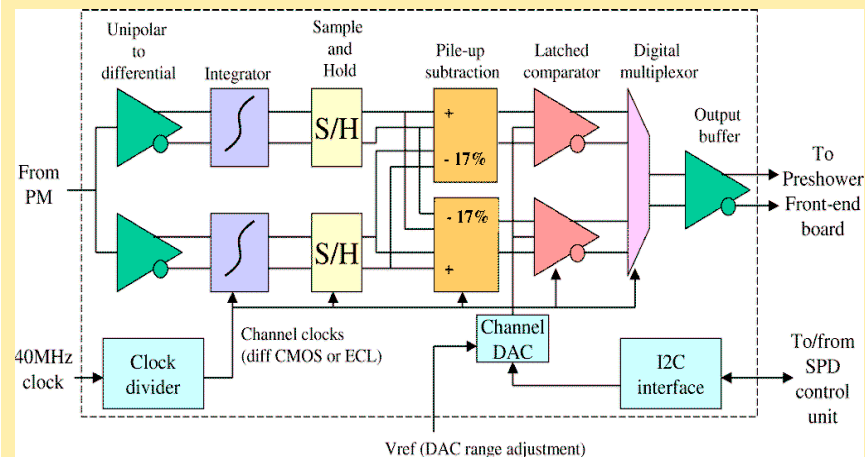 Unipolar
to
differential
Integrator
Sample
and
Hold
Pile-up
subtraction
Latched
comparator
Digital
multiplexor
Output
buffer
S/H
+
- 17%
From
PM
To
Preshower
Front-end
board
S/H
- 17%
+
Channel clocks
(diff CMOS or ECL)
Channel
DAC
40MHz
clock
Clock
divider
I2C
interface
To/from
SPD
control
unit
Vref (DAC range adjustment)